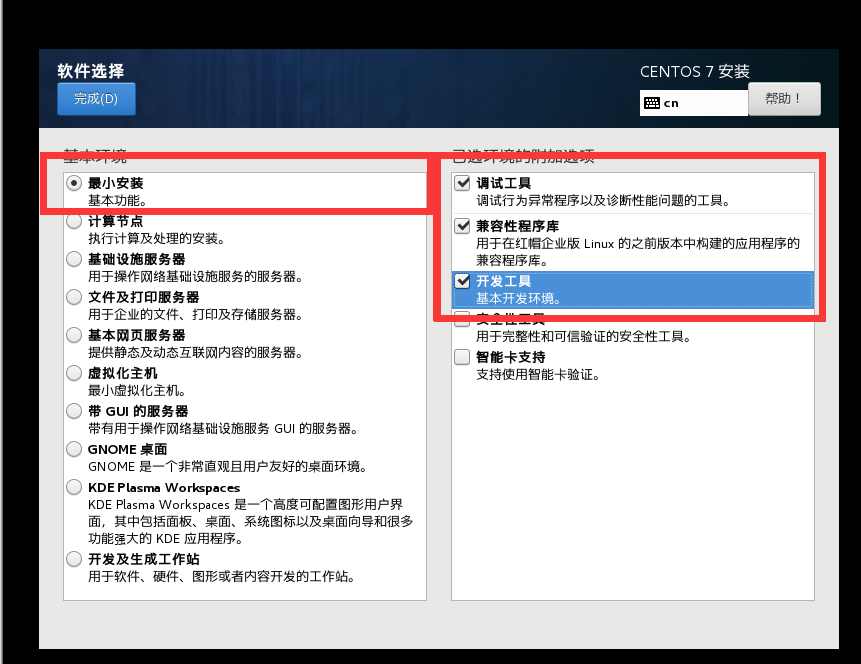 软件选择
CENTOS 7 安装
完成(D)
cn
帮助！
基本环境
已选环境的附加选项
最小安装
基本功能。
计算节点
执行计算及处理的安装。
基础设施服务器
用于操作网络基础设施服务的服务器。
文件及打印服务器
用于企业的文件、打印及存储服务器。
基本网页服务器
提供静态及动态互联网内容的服务器。
虚拟化主机
最小虚拟化主机。
带 GUI 的服务器
带有用于操作网络基础设施服务 GUI 的服务器。
GNOME 桌面
GNOME 是一个非常直观且用户友好的桌面环境。
KDE Plasma Workspaces
KDE Plasma Workspaces 是一个高度可配置图形用户界
面，其中包括面板、桌面、系统图标以及桌面向导和很多
功能强大的 KDE 应用程序。
开发及生成工作站
用于软件、硬件、图形或者内容开发的工作站。
调试工具
调试行为异常程序以及诊断性能问题的工具。
兼容性程序库
用于在红帽企业版 Linux 的之前版本中构建的应用程序的
兼容程序库。
开发工具
基本开发环境。
安全性工具
用于完整性和可信验证的安全性工具。
智能卡支持
支持使用智能卡验证。